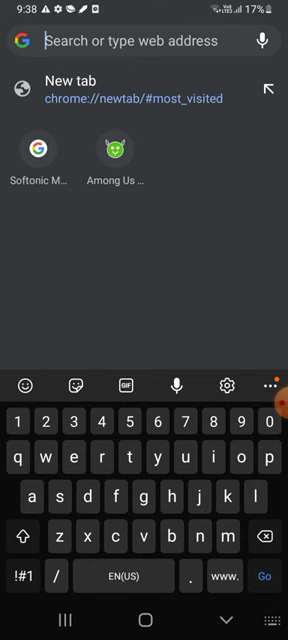 9:38
17%
Search or type web address
New tab
chrome://newtab/#most_visited
Softonic M...
Among Us ...
GIF
1 2 3 4 5 6 7 8 9 0
q w e r t y u i o p
a s d f g h j k l
z x c v b n m
!#1 / EN(US) . www. Go